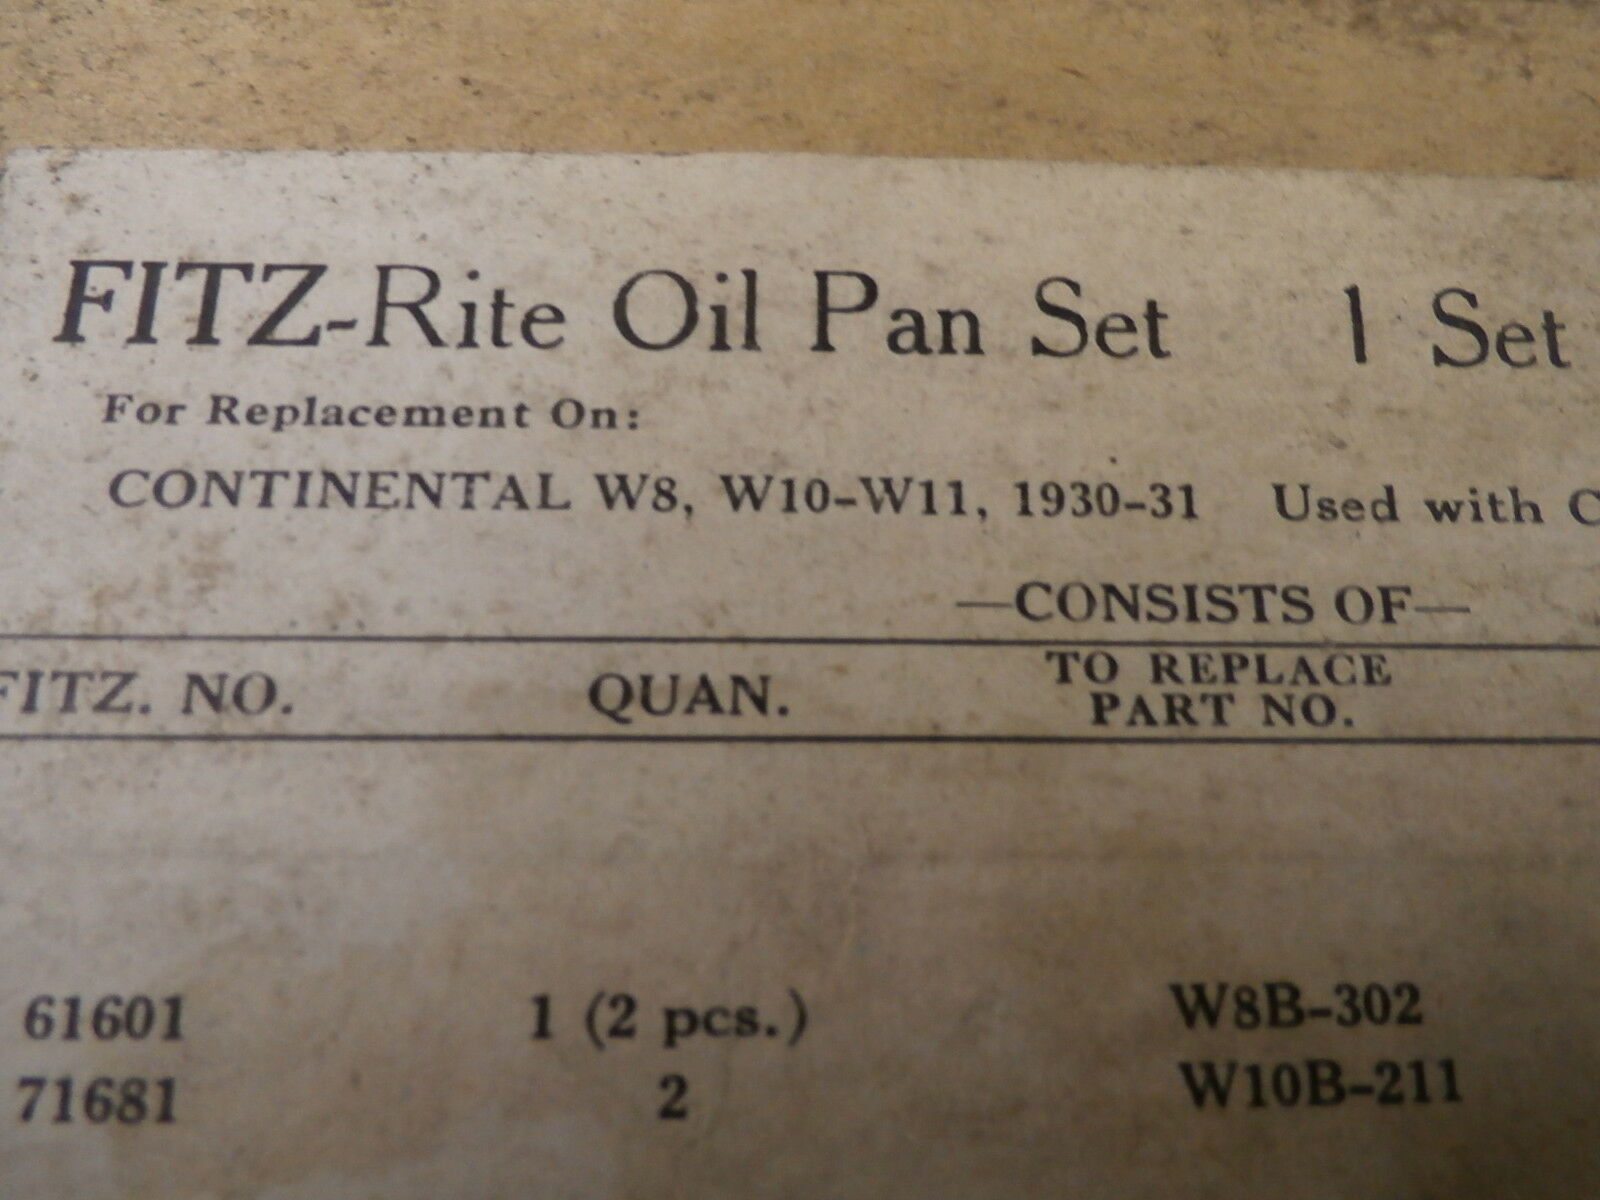 FITZ-Rite Oil Pan Set 1 Set
For Replacement On:
CONTINENTAL W8, W10-W11, 1930-31 Used with
—CONSISTS OF—
FITZ. NO. QUAN. TO REPLACE PART NO.
61601 1 (2 pcs.) W8B-302
71681 2 W10B-211